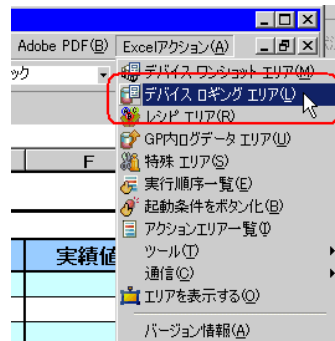 Adobe PDF(B) Excelアクション(A)
ック
デバイス ワンショット エリア(M)
デバイス ロギング エリア(L)
レシピ エリア(R)
GP内ログデータ エリア(U)
F
特殊 エリア(S)
実行順序一覧(E)
起動条件をボタン化(B)
アクションエリア一覧(I)
実績値
ツール(T)
通信(C)
エリアを表示する(O)
バージョン情報(A)